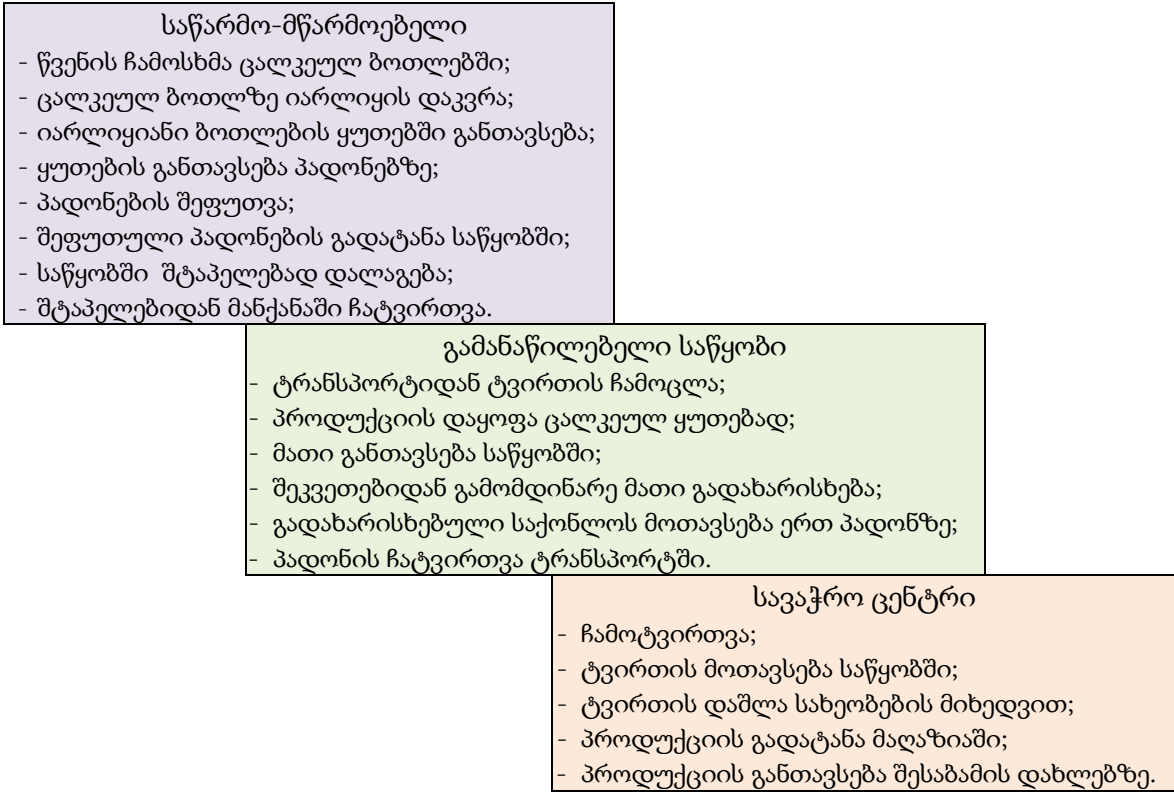 საწარმო-მწარმოებელი
- წვენის ჩამოსხმა ცალკეულ ბოთლებში;
- ცალკეულ ბოთლზე იარლიყის დაკვრა;
- იარლიყიანი ბოთლების ყუთებში განთავსება;
- ყუთების განთავსება პადონებზე;
- პადონების შეფუთვა;
- შეფუთული პადონების გადატანა საწყობში;
- საწყობში შტაპელებად დალაგება;
- შტაპელებიდან მანქანაში ჩატვირთვა.
გამანაწილებელი საწყობი
- ტრანსპორტიდან ტვირთის ჩამოცლა;
- პროდუქციის დაყოფა ცალკეულ ყუთებად;
- მათი განთავსება საწყობში;
- შეკვეთებიდან გამომდინარე მათი გადახარისხება;
- გადახარისხებული საქონლოს მოთავსება ერთ პადონზე;
- პადონის ჩატვირთვა ტრანსპორტში.
სავაჭრო ცენტრი
- ჩამოტვირთვა;
- ტვირთის მოთავსება საწყობში;
- ტვირთის დაშლა სახეობების მიხედვით;
- პროდუქციის გადატანა მაღაზიაში;
- პროდუქციის განთავსება შესაბამის დახლებზე.